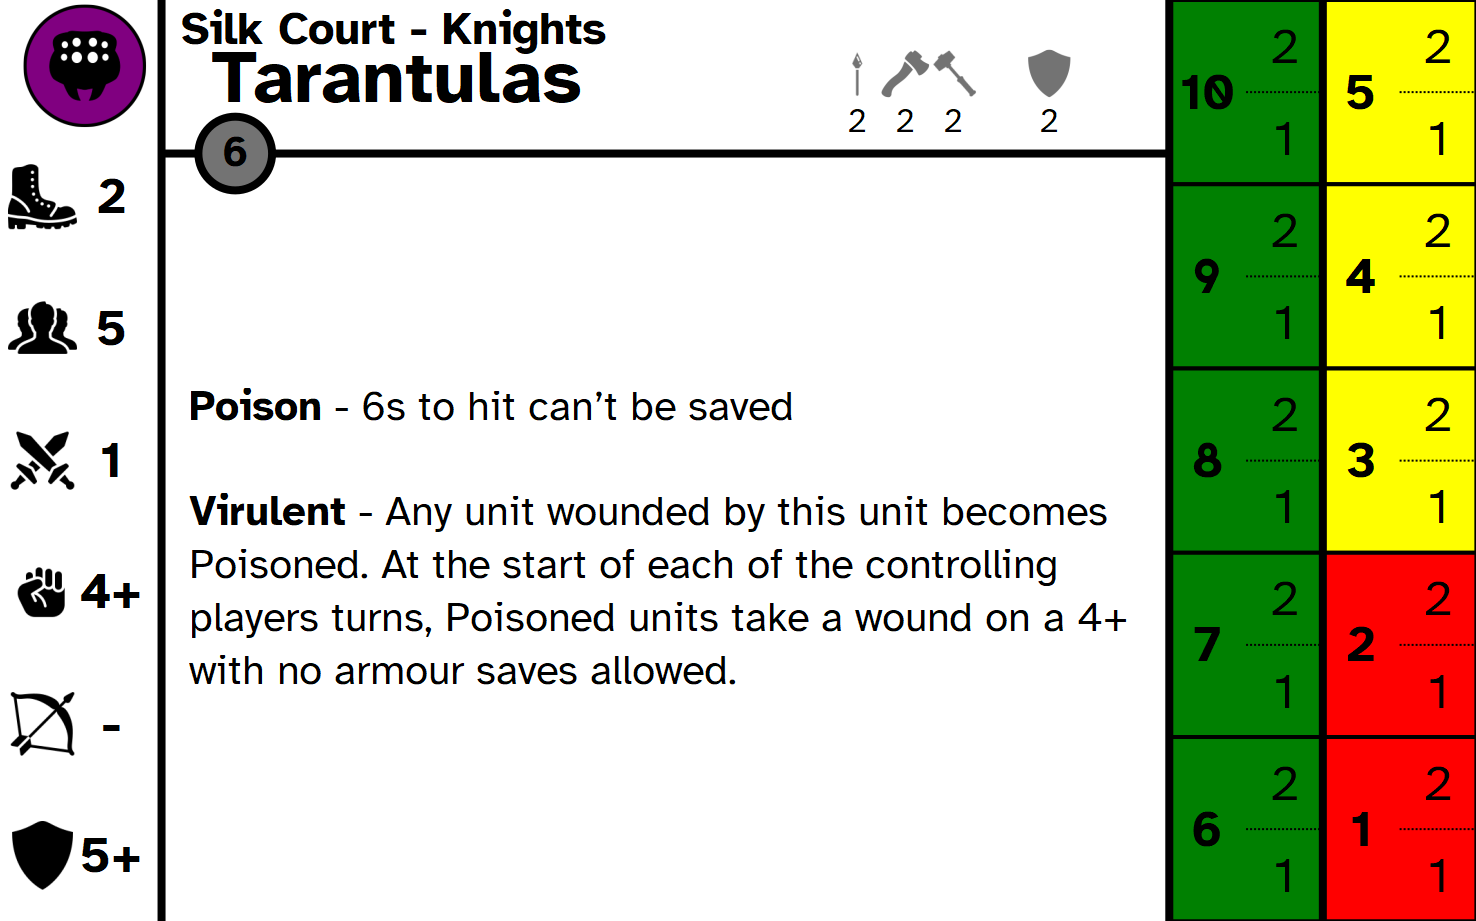 Silk Court - Knights
Tarantulas
2 2 2 2
6
2
5
1
4+
-
5+
Poison - 6s to hit can’t be saved
Virulent - Any unit wounded by this unit becomes
Poisoned. At the start of each of the controlling
players turns, Poisoned units take a wound on a 4+
with no armour saves allowed.
10 2 1
9 2 1
8 2 1
7 2 1
6 2 1
5 2 1
4 2 1
3 2 1
2 2 1
1 2 1